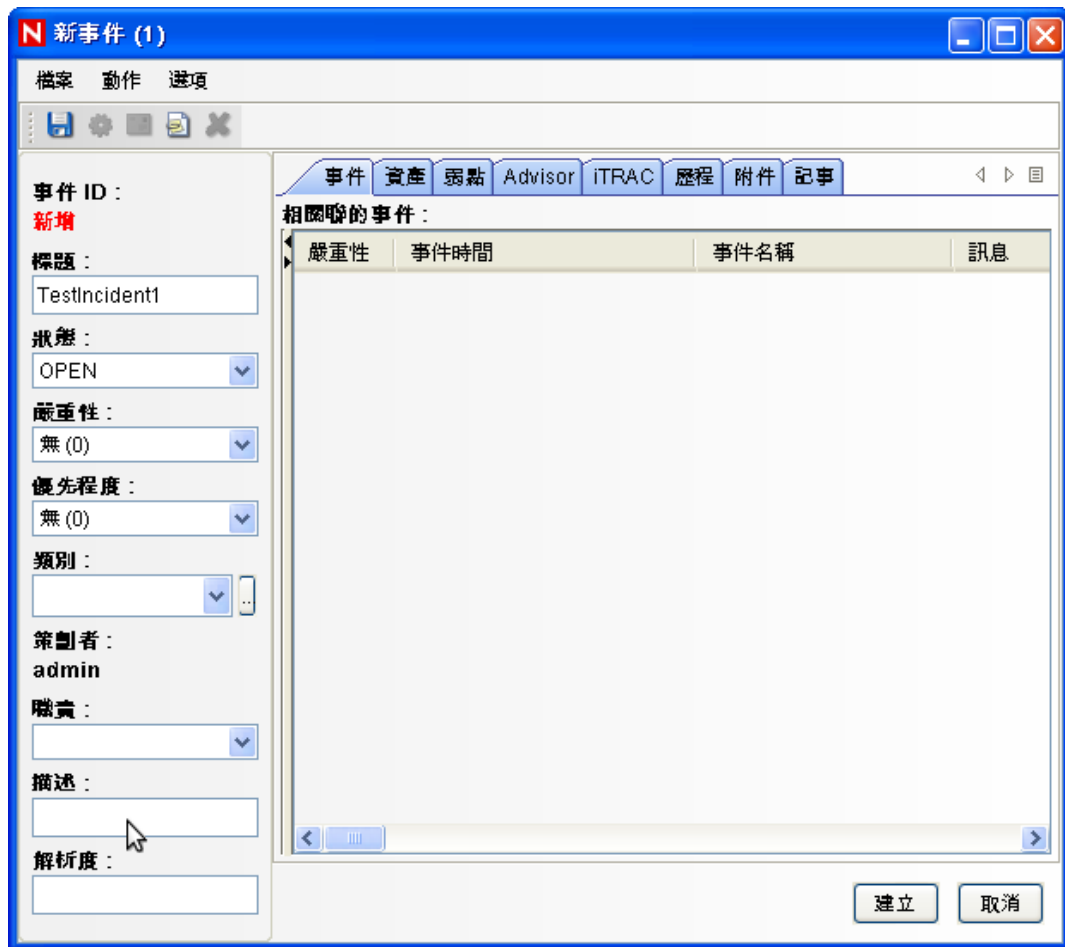 N 新事件 (1)
檔案 動作 選項
事件 ID：
新增
標題：
TestIncident1
狀態：
OPEN
嚴重性：
無 (0)
優先程度：
無 (0)
類別：
..
策劃者：
admin
職責：
描述：
解析度：
事件 資產 弱點 Advisor iTRAC 歷程 附件 記事
相關聯的事件：
嚴重性 事件時間 事件名稱 訊息
建立 取消